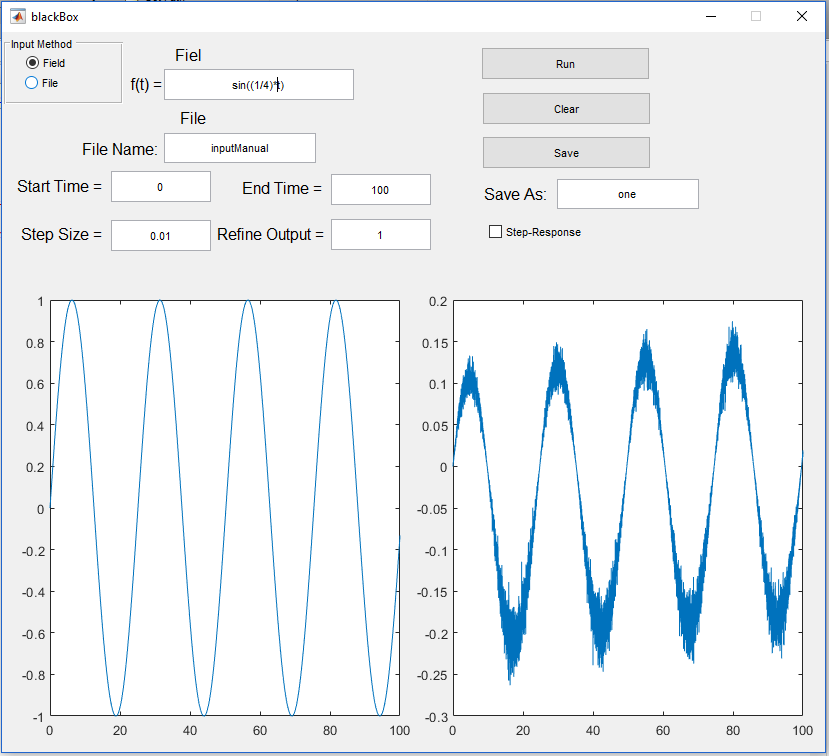 blackBox
Input Method
Field
File
Fiel
f(t) =
sin((1/4)*t)
File
File Name:
inputManual
Start Time =
0
End Time =
100
Step Size =
0.01
Refine Output =
1
Run
Clear
Save
Save As:
one
Step-Response
1
0.8
0.6
0.4
0.2
0
-0.2
-0.4
-0.6
-0.8
-1
0 20 40 60 80 100
0.2
0.15
0.1
0.05
0
-0.05
-0.1
-0.15
-0.2
-0.25
-0.3
0 20 40 60 80 100